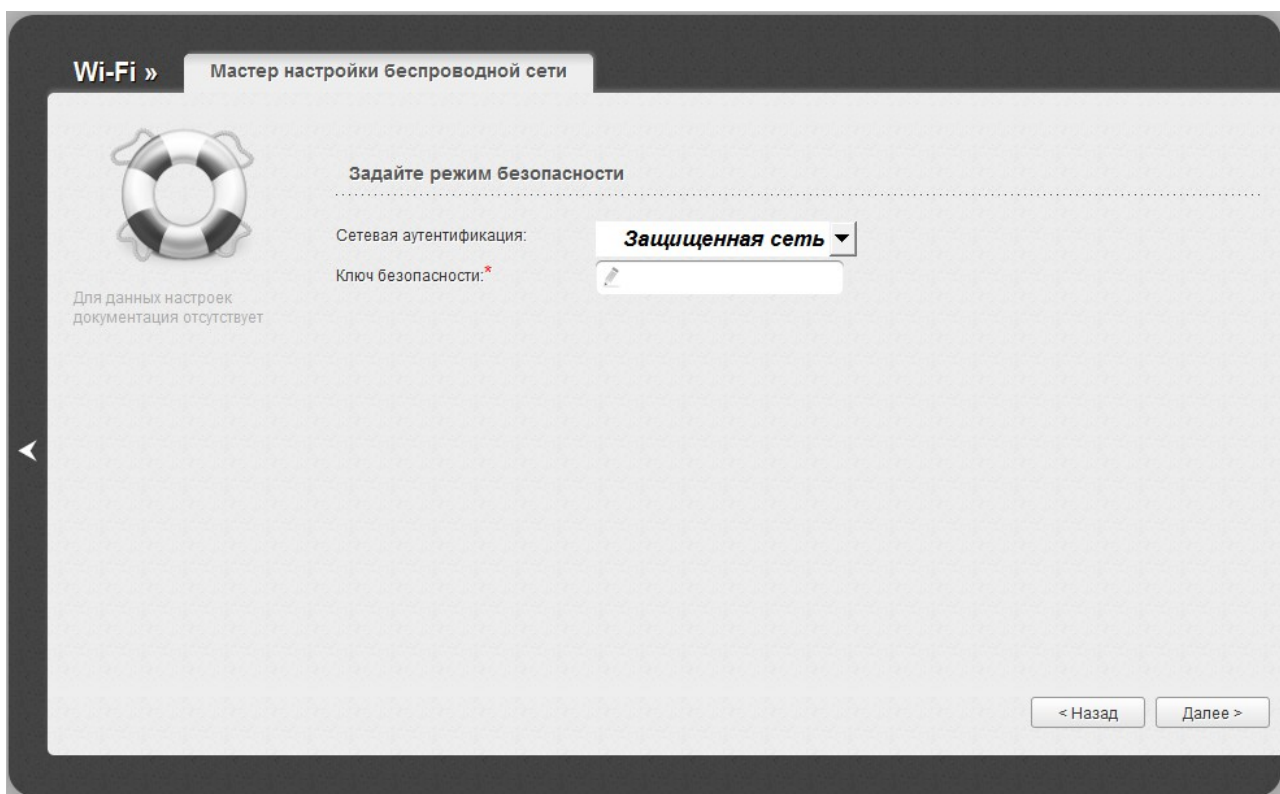 Wi-Fi »
Мастер настройки беспроводной сети
Задайте режим безопасности
Сетевая аутентификация:
Защищенная сеть
Ключ безопасности:*
Для данных настроек
документация отсутствует
< Назад
Далее >